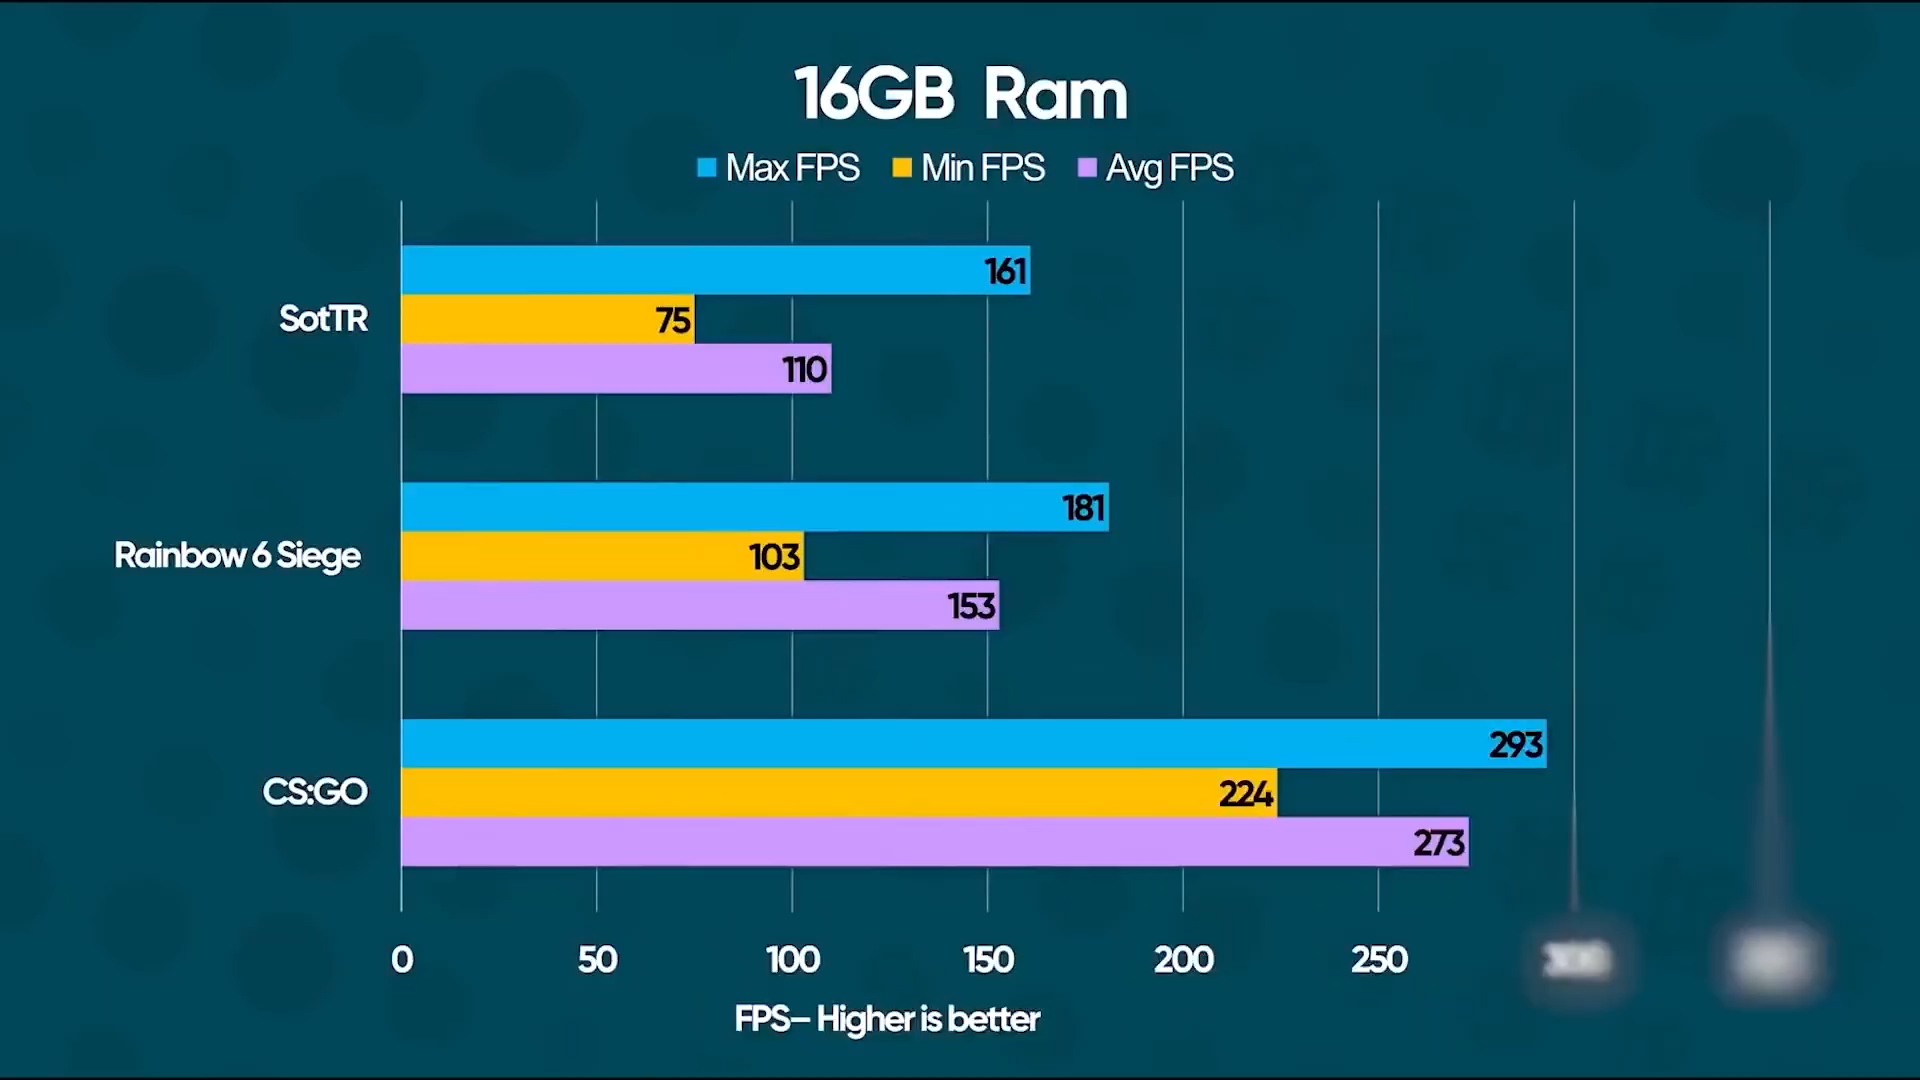 16GB Ram
Max FPS Min FPS Avg FPS
161
SotTR 75
110
181
Rainbow 6 Siege 103
153
293
CS:GO 224
273
0 50 100 150 200 250
FPS– Higher is better